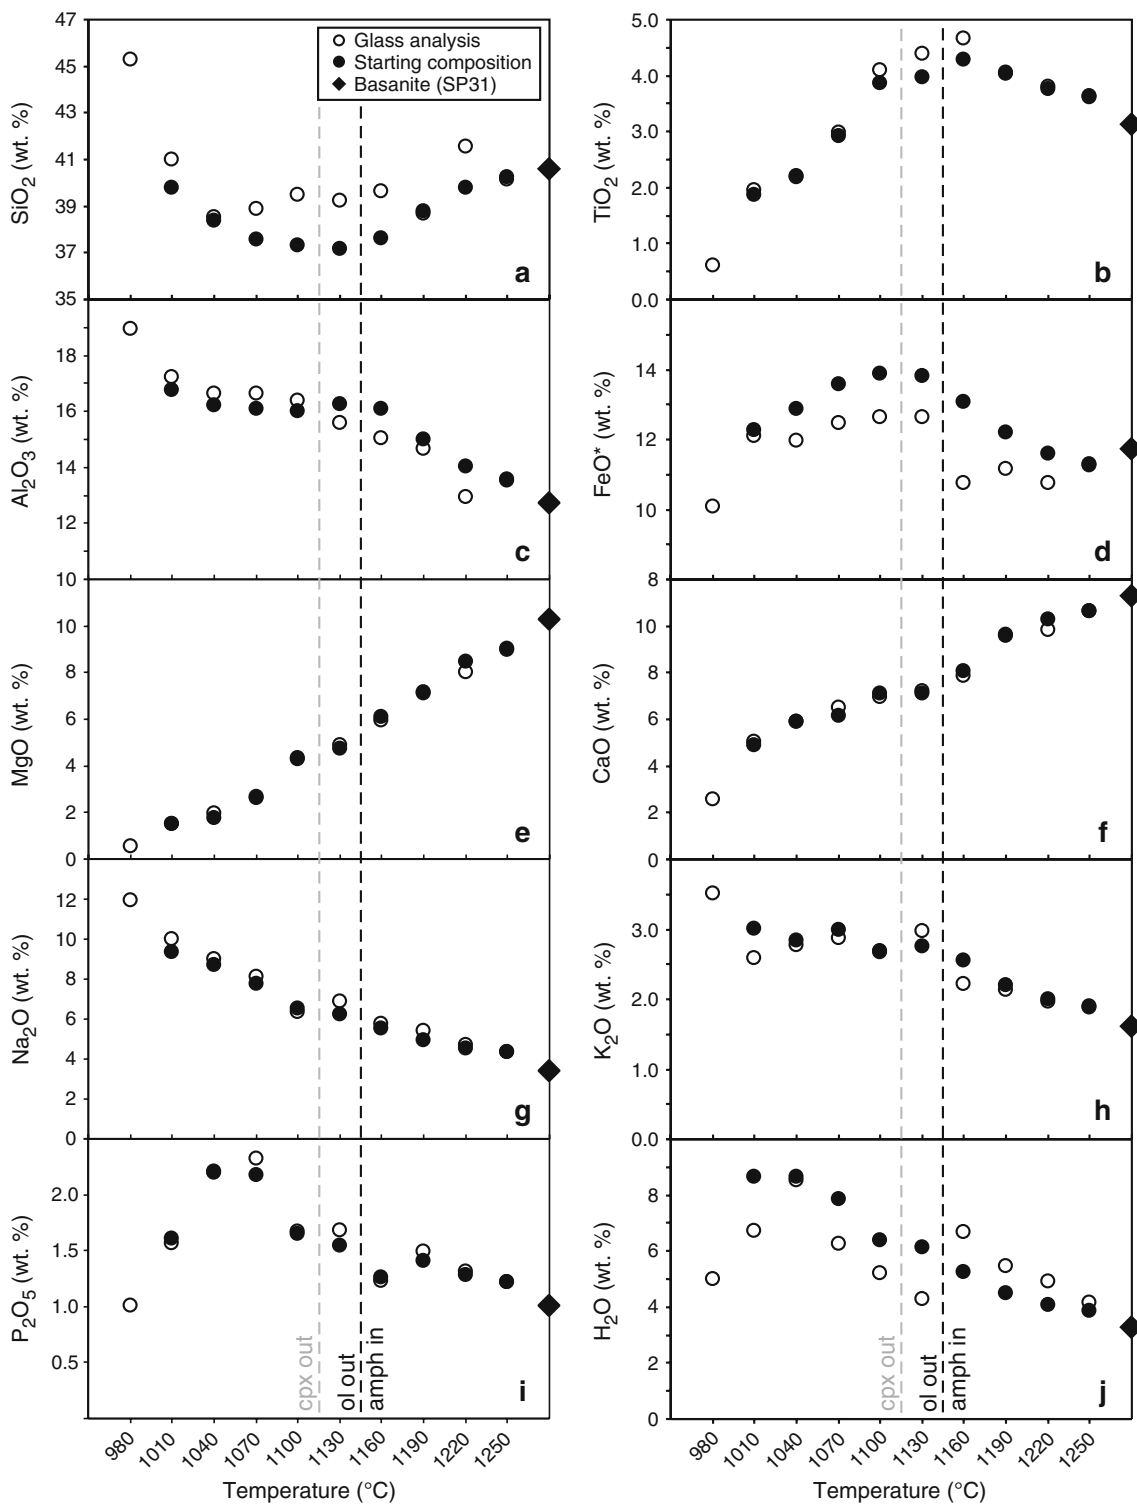 47
45
43
41
39
37
35
SiO2 (wt. %)
Glass analysis
Starting composition
Basanite (SP31)
a
5.0
4.0
3.0
2.0
1.0
0.0
TiO2 (wt. %)
b
18
16
14
12
10
Al2O3 (wt. %)
c
14
12
10
8
FeO* (wt. %)
d
10
8
6
4
2
0
MgO (wt. %)
e
10
8
6
4
2
0
CaO (wt. %)
f
12
10
8
6
4
2
0
Na2O (wt. %)
g
3.0
2.0
1.0
0.0
K2O (wt. %)
h
2.0
1.5
1.0
0.5
P2O5 (wt. %)
cpx out
ol out
amph in
i
8
6
4
2
0
H2O (wt. %)
cpx out
ol out
amph in
j
980 1010 1040 1070 1100 1130 1160 1190 1220 1250
Temperature (°C)
980 1010 1040 1070 1100 1130 1160 1190 1220 1250
Temperature (°C)